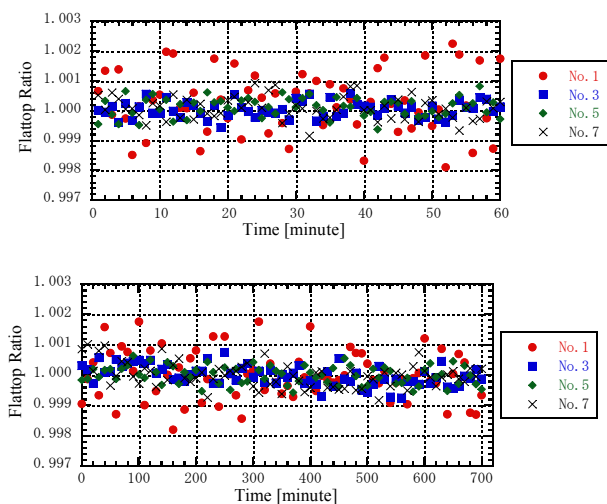 1.003
1.002
1.001
1.000
0.999
0.998
0.997
Flattop Ratio
0 10 20 30 40 50 60
Time [minute]
No.1
No.3
No.5
No.7
1.003
1.002
1.001
1.000
0.999
0.998
0.997
Flattop Ratio
0 100 200 300 400 500 600 700
Time [minute]
No.1
No.3
No.5
No.7